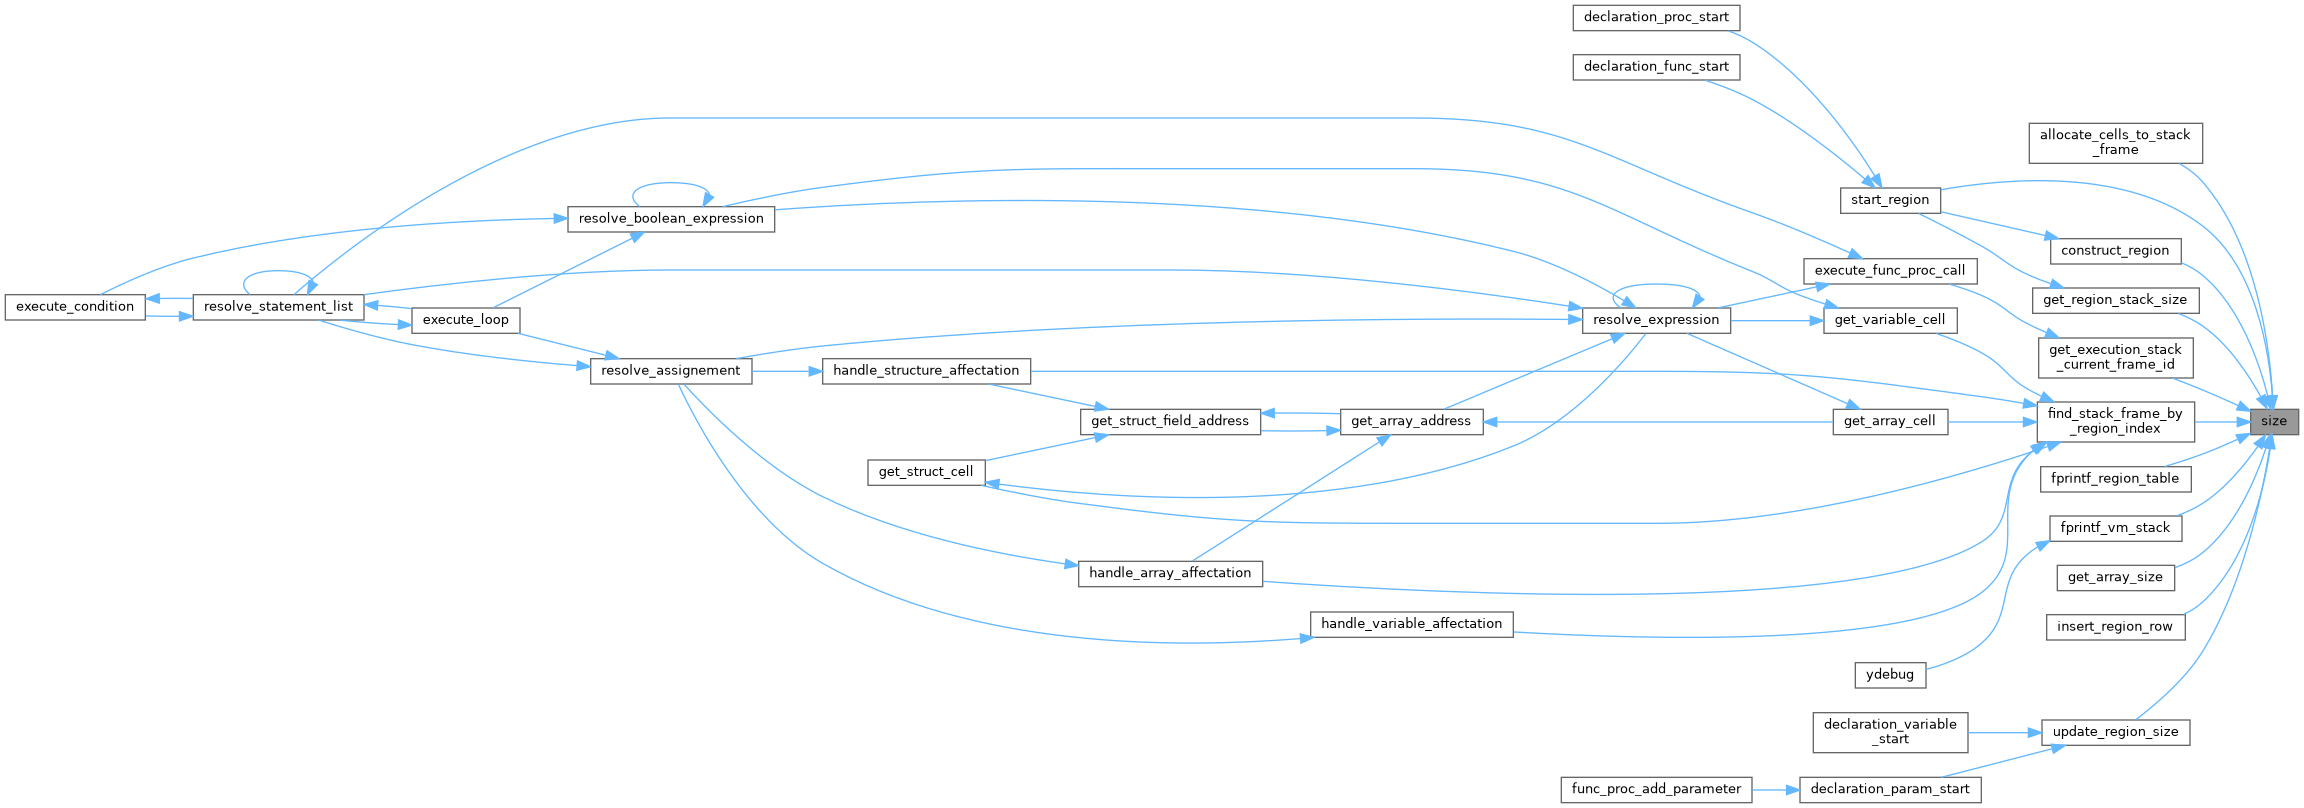 declaration_proc_start
declaration_func_start
allocate_cells_to_stack
_frame
start_region
resolve_boolean_expression
construct_region
execute_func_proc_call
get_region_stack_size
execute_condition
resolve_statement_list
execute_loop
resolve_expression
get_variable_cell
get_execution_stack
_current_frame_id
resolve_assignement
handle_structure_affectation
get_struct_field_address
get_array_address
get_array_cell
find_stack_frame_by
_region_index
size
get_struct_cell
fprintf_region_table
fprintf_vm_stack
handle_array_affectation
get_array_size
handle_variable_affectation
insert_region_row
ydebug
declaration_variable
_start
update_region_size
func_proc_add_parameter
declaration_param_start